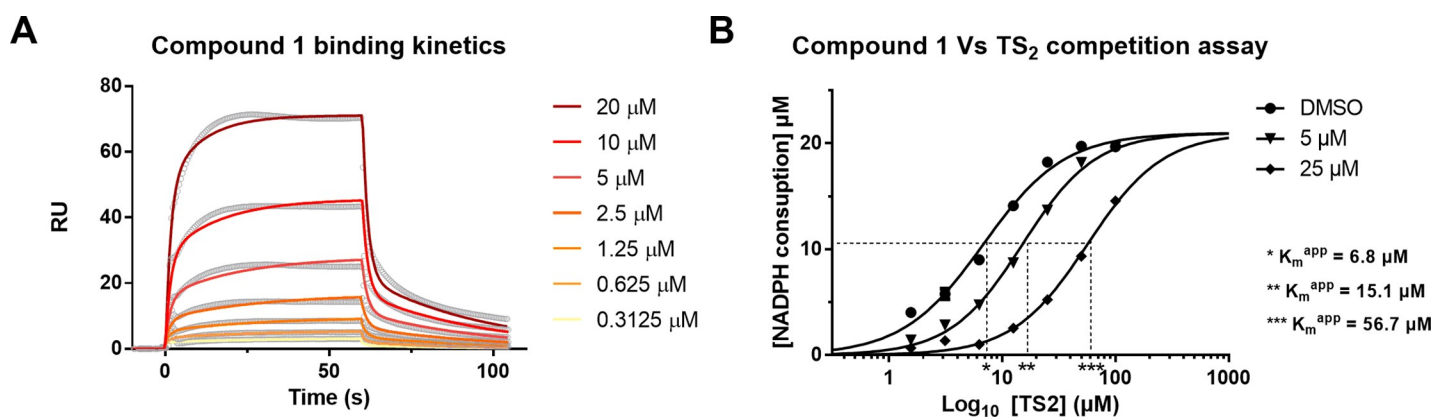 A
Compound 1 binding kinetics
80
60
40
20
0
RU
0
50
100
Time (s)
20 μM
10 μM
5 μM
2.5 μM
1.25 μM
0.625 μM
0.3125 μM
B
Compound 1 Vs TS₂ competition assay
[NADPH consuption] μM
20
10
0
1
10
100
1000
* ** ***
Log₁₀ [TS2] (μM)
DMSO
5 μM
25 μM
* Kₘᵃᵖᵖ = 6.8 μM
** Kₘᵃᵖᵖ = 15.1 μM
*** Kₘᵃᵖᵖ = 56.7 μM